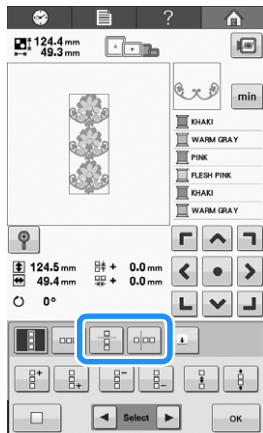 ?
124.4 mm
49.3 mm
min
KHAKI
WARM GRAY
PINK
FLESH PINK
KHAKI
WARM GRAY
124.5 mm + 0.0 mm
49.4 mm + 0.0 mm
0°
Select
OK